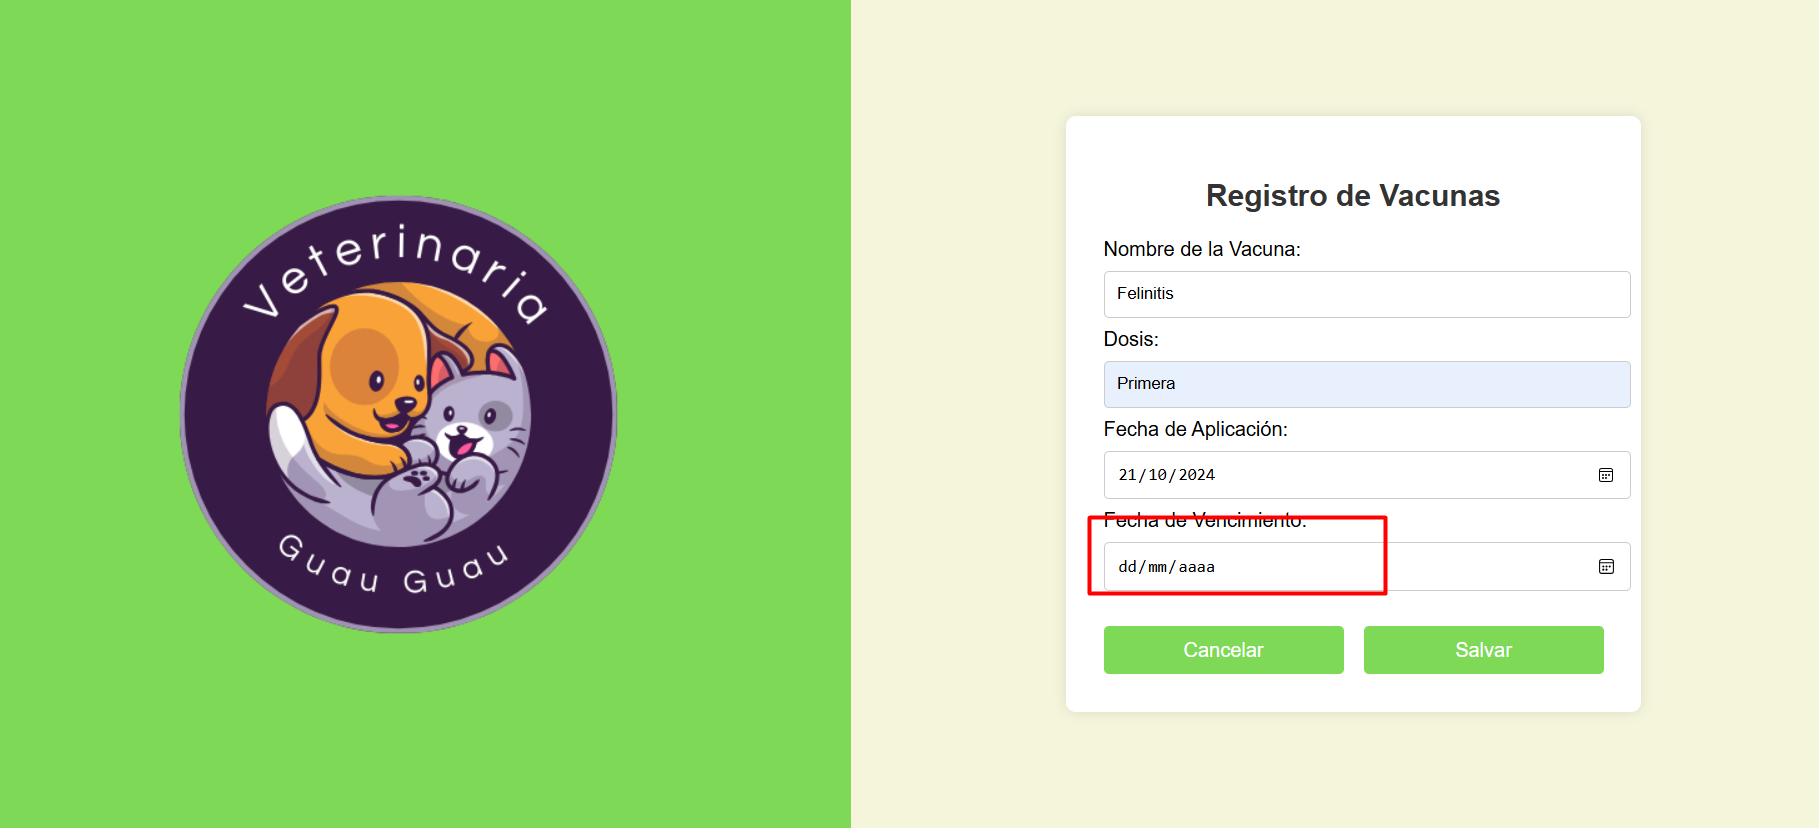 Veterinaria
Guau Guau
Registro de Vacunas
Nombre de la Vacuna:
Felinitis
Dosis:
Primera
Fecha de Aplicación:
21/10/2024
Fecha de Vencimiento:
dd/mm/aaaa
Cancelar
Salvar